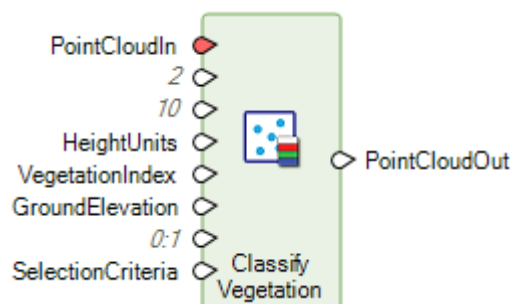 PointCloudIn
2
10
HeightUnits
VegetationIndex
GroundElevation
0:1
SelectionCriteria
Classify
Vegetation
PointCloudOut